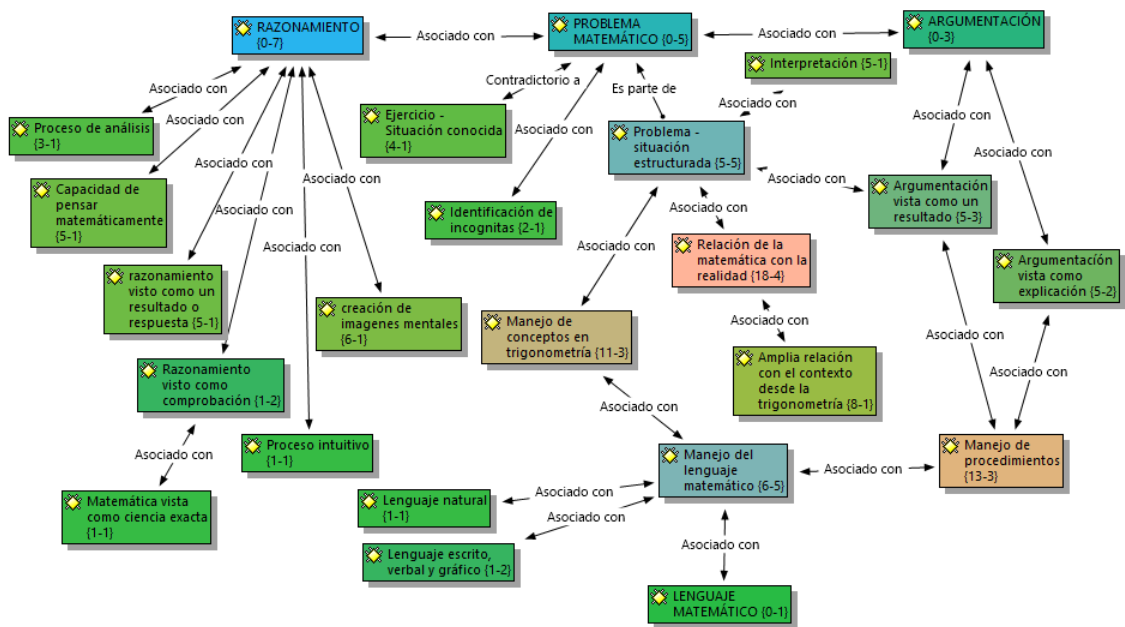 RAZONAMIENTO
{0-7}
Asociado con
PROBLEMA
MATEMÁTICO {0-5}
Asociado con
ARGUMENTACIÓN
{0-3}
Interpretación {5-1}
Contradictorio a
Es parte de
Asociado con
Asociado con
Asociado con
Asociado con
Proceso de análisis
{3-1}
Ejercicio -
Situación conocida
{4-1}
Asociado con
Problema -
situación
estructurada {5-5}
Asociado con
Asociado con
Asociado con
Asociado con
Asociado con
Capacidad de
pensar
matemáticamente
{5-1}
Identificación de
incognitas {2-1}
Asociado con
Argumentación
vista como un
resultado {5-3}
Asociado con
Asociado con
Asociado con
Relación de la
matemática con la
realidad {18-4}
Argumentación
vista como
explicación {5-2}
razonamiento
visto como un
resultado o
respuesta {5-1}
creación de
imagenes mentales
{6-1}
Manejo de
conceptos en
trigonometría {11-3}
Asociado con
Amplia relación
con el contexto
desde la
trigonometría {8-1}
Asociado con
Asociado con
Razonamiento
visto como
comprobación {1-2}
Asociado con
Proceso intuitivo
{1-1}
Asociado con
Manejo del
lenguaje
matemático {6-5}
Asociado con
Manejo de
procedimientos
{13-3}
Matemática vista
como ciencia exacta
{1-1}
Lenguaje natural
{1-1}
Asociado con
Asociado con
Lenguaje escrito,
verbal y gráfico {1-2}
Asociado con
LENGUAJE
MATEMÁTICO {0-1}